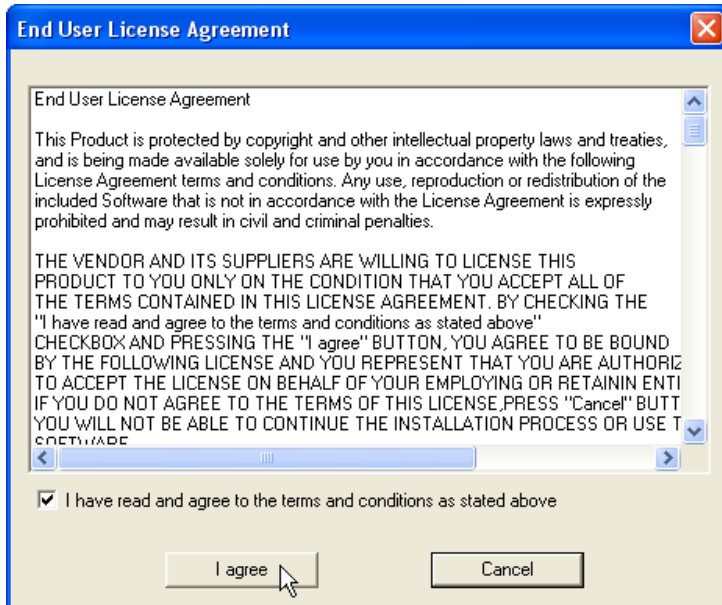 End User License Agreement
End User License Agreement
This Product is protected by copyright and other intellectual property laws and treaties,
and is being made available solely for use by you in accordance with the following
License Agreement terms and conditions. Any use, reproduction or redistribution of the
included Software that is not in accordance with the License Agreement is expressly
prohibited and may result in civil and criminal penalties.
THE VENDOR AND ITS SUPPLIERS ARE WILLING TO LICENSE THIS
PRODUCT TO YOU ONLY ON THE CONDITION THAT YOU ACCEPT ALL OF
THE TERMS CONTAINED IN THIS LICENSE AGREEMENT. BY CHECKING THE
"I have read and agree to the terms and conditions as stated above"
CHECKBOX AND PRESSING THE "I agree" BUTTON, YOU AGREE TO BE BOUND
BY THE FOLLOWING LICENSE AND YOU REPRESENT THAT YOU ARE AUTHORIZ
TO ACCEPT THE LICENSE ON BEHALF OF YOUR EMPLOYING OR RETAININ ENTI
IF YOU DO NOT AGREE TO THE TERMS OF THIS LICENSE,PRESS "Cancel" BUTT
YOU WILL NOT BE ABLE TO CONTINUE THE INSTALLATION PROCESS OR USE T
SOFTWARE
I have read and agree to the terms and conditions as stated above
I agree
Cancel